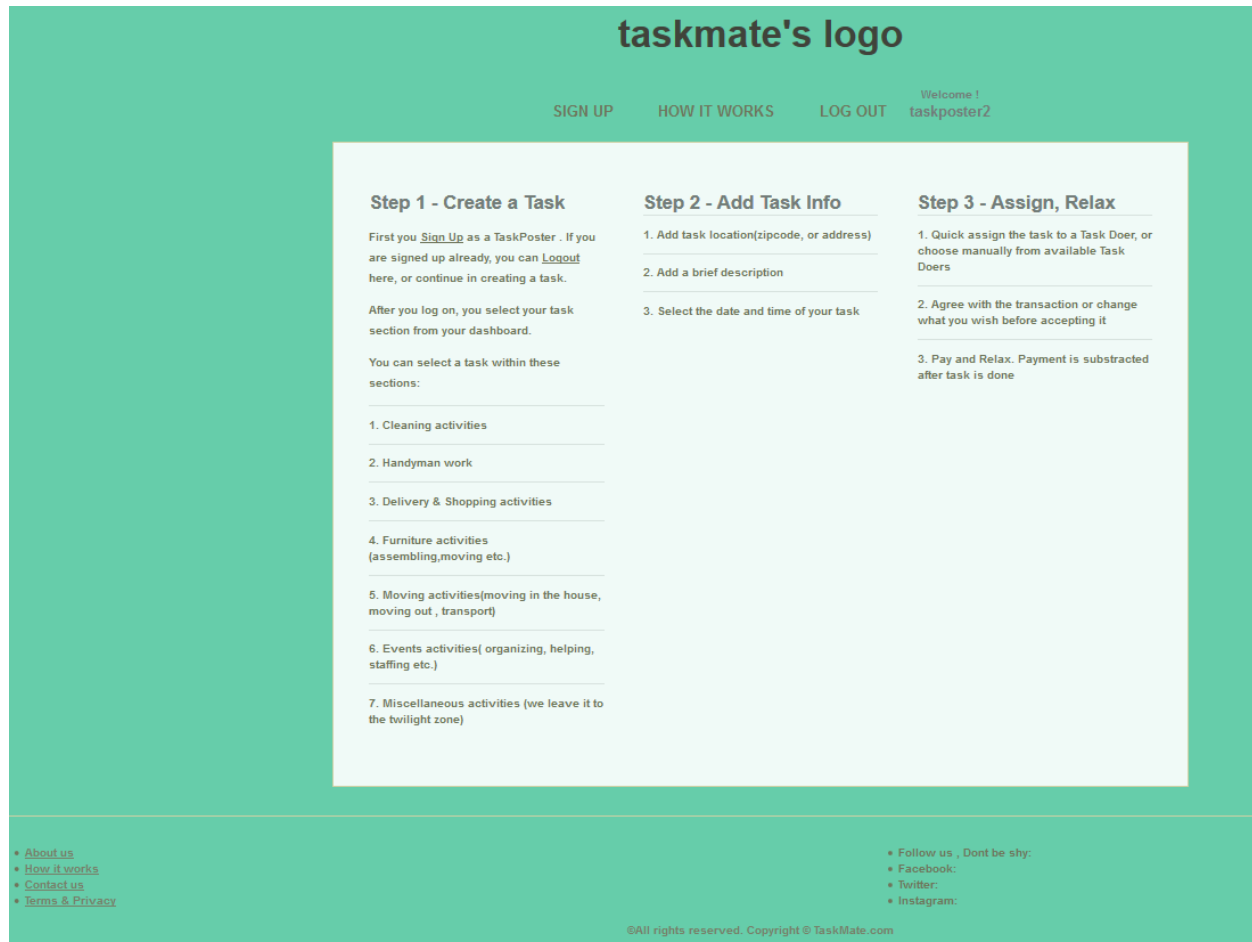 taskmate's logo
Welcome !
SIGN UP HOW IT WORKS LOG OUT taskposter2
Step 1 - Create a Task
First you Sign Up as a TaskPoster . If you
are signed up already, you can Logout
here, or continue in creating a task.
After you log on, you select your task
section from your dashboard.
You can select a task within these
sections:
1. Cleaning activities
2. Handyman work
3. Delivery & Shopping activities
4. Furniture activities
(assembling,moving etc.)
5. Moving activities(moving in the house,
moving out , transport)
6. Events activities( organizing, helping,
staffing etc.)
7. Miscellaneous activities (we leave it to
the twilight zone)
Step 2 - Add Task Info
1. Add task location(zipcode, or address)
2. Add a brief description
3. Select the date and time of your task
Step 3 - Assign, Relax
1. Quick assign the task to a Task Doer, or
choose manually from available Task
Doers
2. Agree with the transaction or change
what you wish before accepting it
3. Pay and Relax. Payment is substracted
after task is done
• About us
• How it works
• Contact us
• Terms & Privacy
• Follow us , Dont be shy:
• Facebook:
• Twitter:
• Instagram:
©All rights reserved. Copyright © TaskMate.com